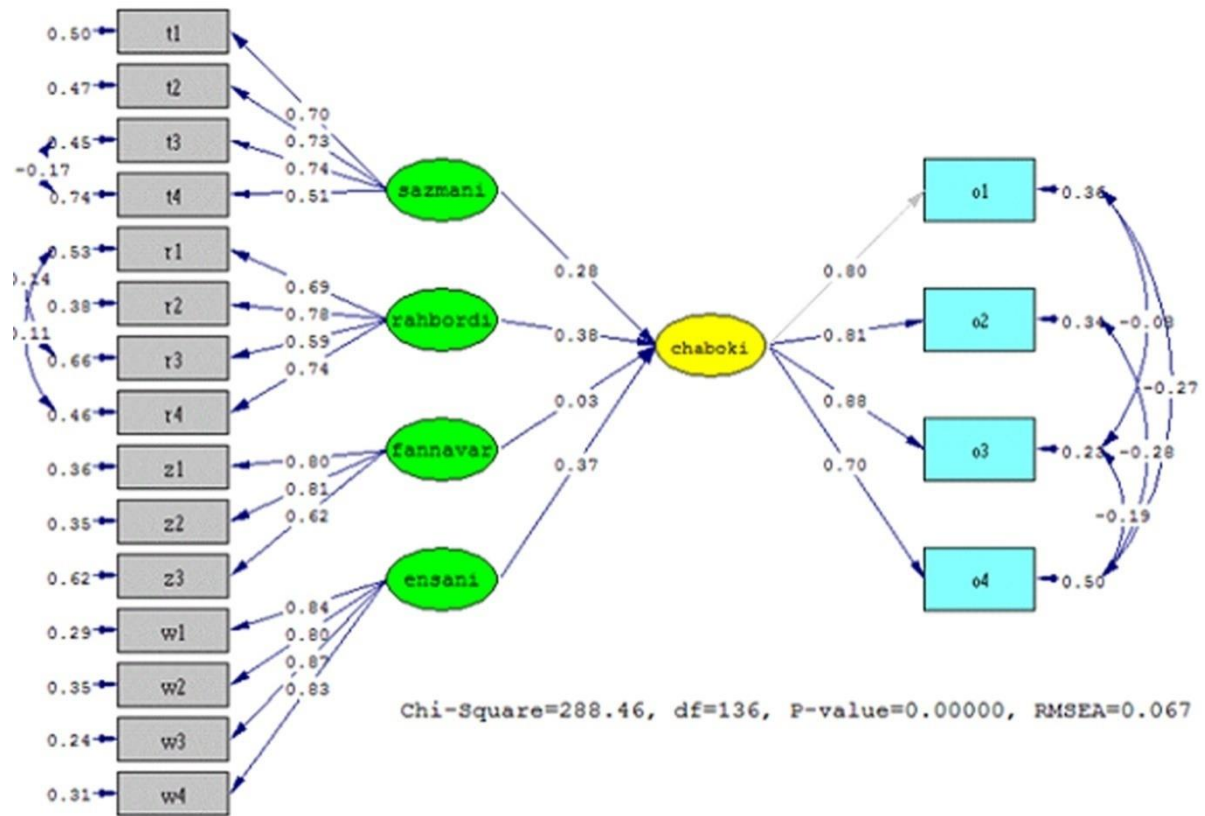 0.50 t1
0.47 t2
0.70
0.73
0.45 t3
-0.17
0.74
0.74 t4
0.51
sazmani
0.36
o1
0.53 r1
0.28
0.80
0.69
0.38 r2
0.78
rahbordi
0.34
o2
-0.08
0.11
0.59
0.38
chaboki
0.81
0.66 r3
0.74
-0.27
0.46 r4
0.03
0.88
0.36 z1
0.80
fannavar
0.23
o3
-0.28
0.81
0.37
0.70
0.35 z2
0.62
-0.19
0.62 z3
ensani
0.50
o4
0.84
0.29 w1
0.80
0.87
0.35 w2
0.83
Chi-Square=288.46, df=136, P-value=0.00000, RMSEA=0.067
0.24 w3
0.31 w4